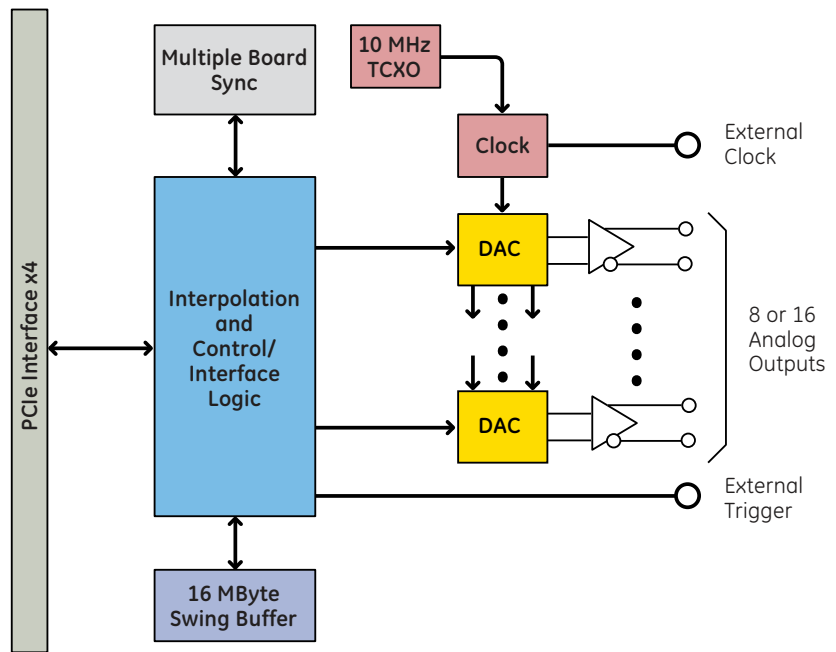 Multiple Board
Sync
10 MHz
TCXO
Clock
External
Clock
DAC
PCIe Interface x4
Interpolation
and
Control/
Interface
Logic
8 or 16
Analog
Outputs
DAC
External
Trigger
16 MByte
Swing Buffer